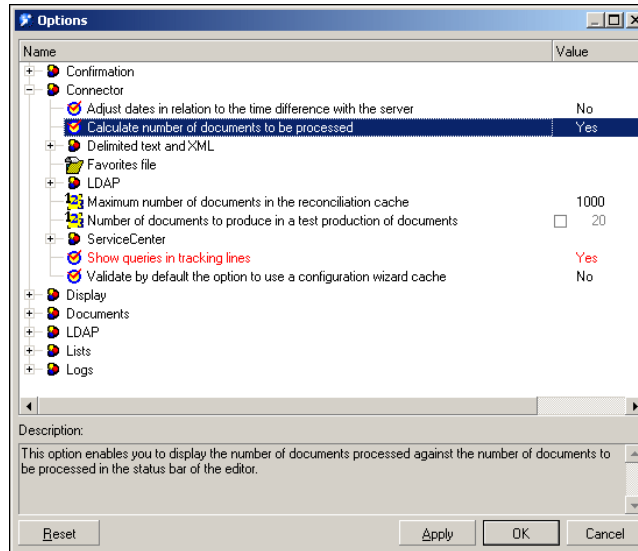 Options
Name Value
Confirmation
Connector
Adjust dates in relation to the time difference with the server No
Calculate number of documents to be processed Yes
Delimited text and XML
Favorites file
LDAP
Maximum number of documents in the reconciliation cache 1000
Number of documents to produce in a test production of documents 20
ServiceCenter
Show queries in tracking lines Yes
Validate by default the option to use a configuration wizard cache No
Display
Documents
LDAP
Lists
Logs
Description:
This option enables you to display the number of documents processed against the number of documents to
be processed in the status bar of the editor.
Reset Apply OK Cancel